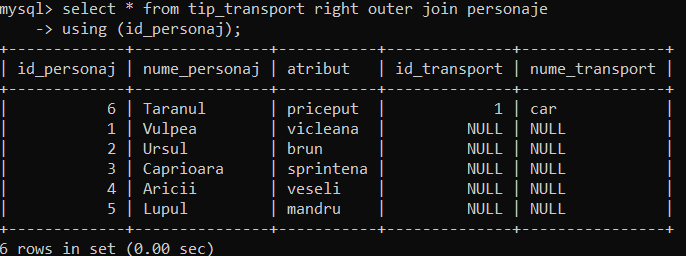 mysql> select * from tip_transport right outer join personaje
    -> using (id_personaj);
+-------------+--------------+-----------+--------------+----------------+
| id_personaj | nume_personaj | atribut   | id_transport | nume_transport |
+-------------+--------------+-----------+--------------+----------------+
|           6 | Taranul       | priceput  |            1 | car            |
|           1 | Vulpea        | vicleana  |         NULL | NULL           |
|           2 | Ursul         | brun      |         NULL | NULL           |
|           3 | Caprioara     | sprintena |         NULL | NULL           |
|           4 | Aricii        | veseli    |         NULL | NULL           |
|           5 | Lupul         | mandru    |         NULL | NULL           |
+-------------+--------------+-----------+--------------+----------------+
6 rows in set (0.00 sec)